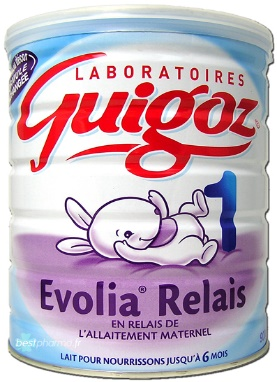 LABORATOIRES
Guigoz
1
Evolia® Relais
EN RELAIS DE
L'ALLAITEMENT MATERNEL
LAIT POUR NOURRISSONS JUSQU'À 6 MOIS
bestpharma.fr